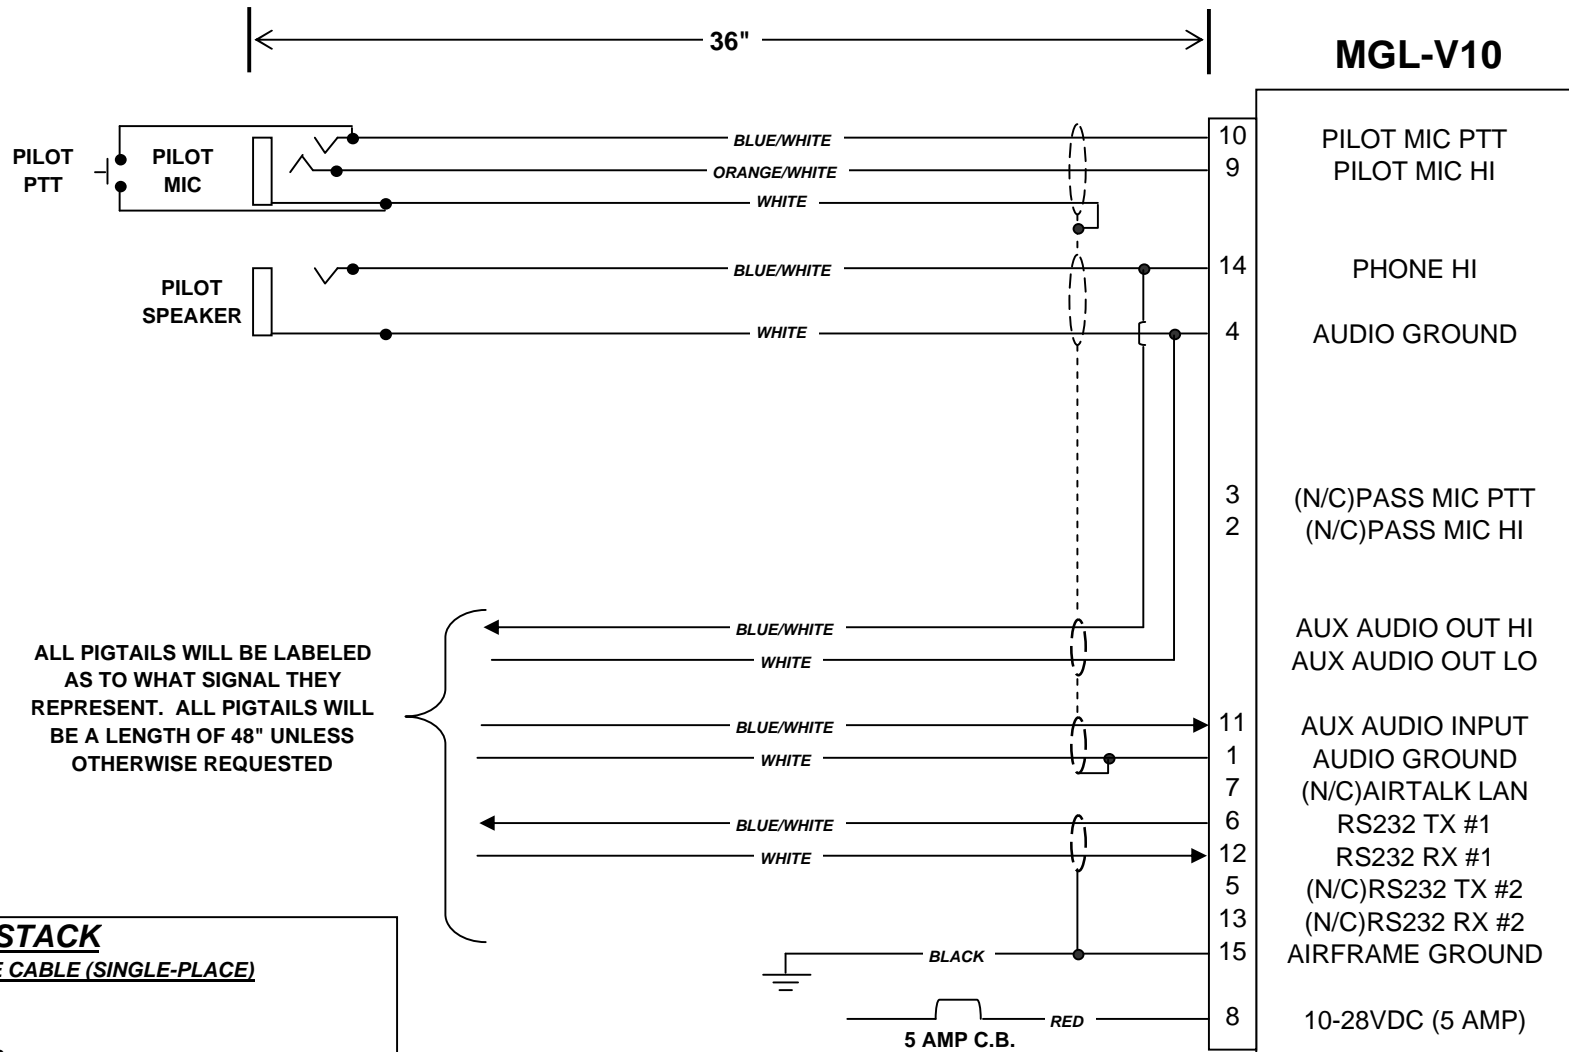 36"
MGL-V10
PILOT
PTT
PILOT
MIC
BLUE/WHITE
10
PILOT MIC PTT
ORANGE/WHITE
9
PILOT MIC HI
WHITE
PILOT
SPEAKER
BLUE/WHITE
14
PHONE HI
WHITE
4
AUDIO GROUND
3
(N/C)PASS MIC PTT
2
(N/C)PASS MIC HI
ALL PIGTAILS WILL BE LABELED
AS TO WHAT SIGNAL THEY
REPRESENT. ALL PIGTAILS WILL
BE A LENGTH OF 48" UNLESS
OTHERWISE REQUESTED
BLUE/WHITE
AUX AUDIO OUT HI
WHITE
AUX AUDIO OUT LO
BLUE/WHITE
11
AUX AUDIO INPUT
WHITE
1
AUDIO GROUND
7
(N/C)AIRTALK LAN
BLUE/WHITE
6
RS232 TX #1
WHITE
12
RS232 RX #1
5
(N/C)RS232 TX #2
13
(N/C)RS232 RX #2
BLACK
15
AIRFRAME GROUND
RED
8
10-28VDC (5 AMP)
5 AMP C.B.
STACK
CABLE (SINGLE-PLACE)